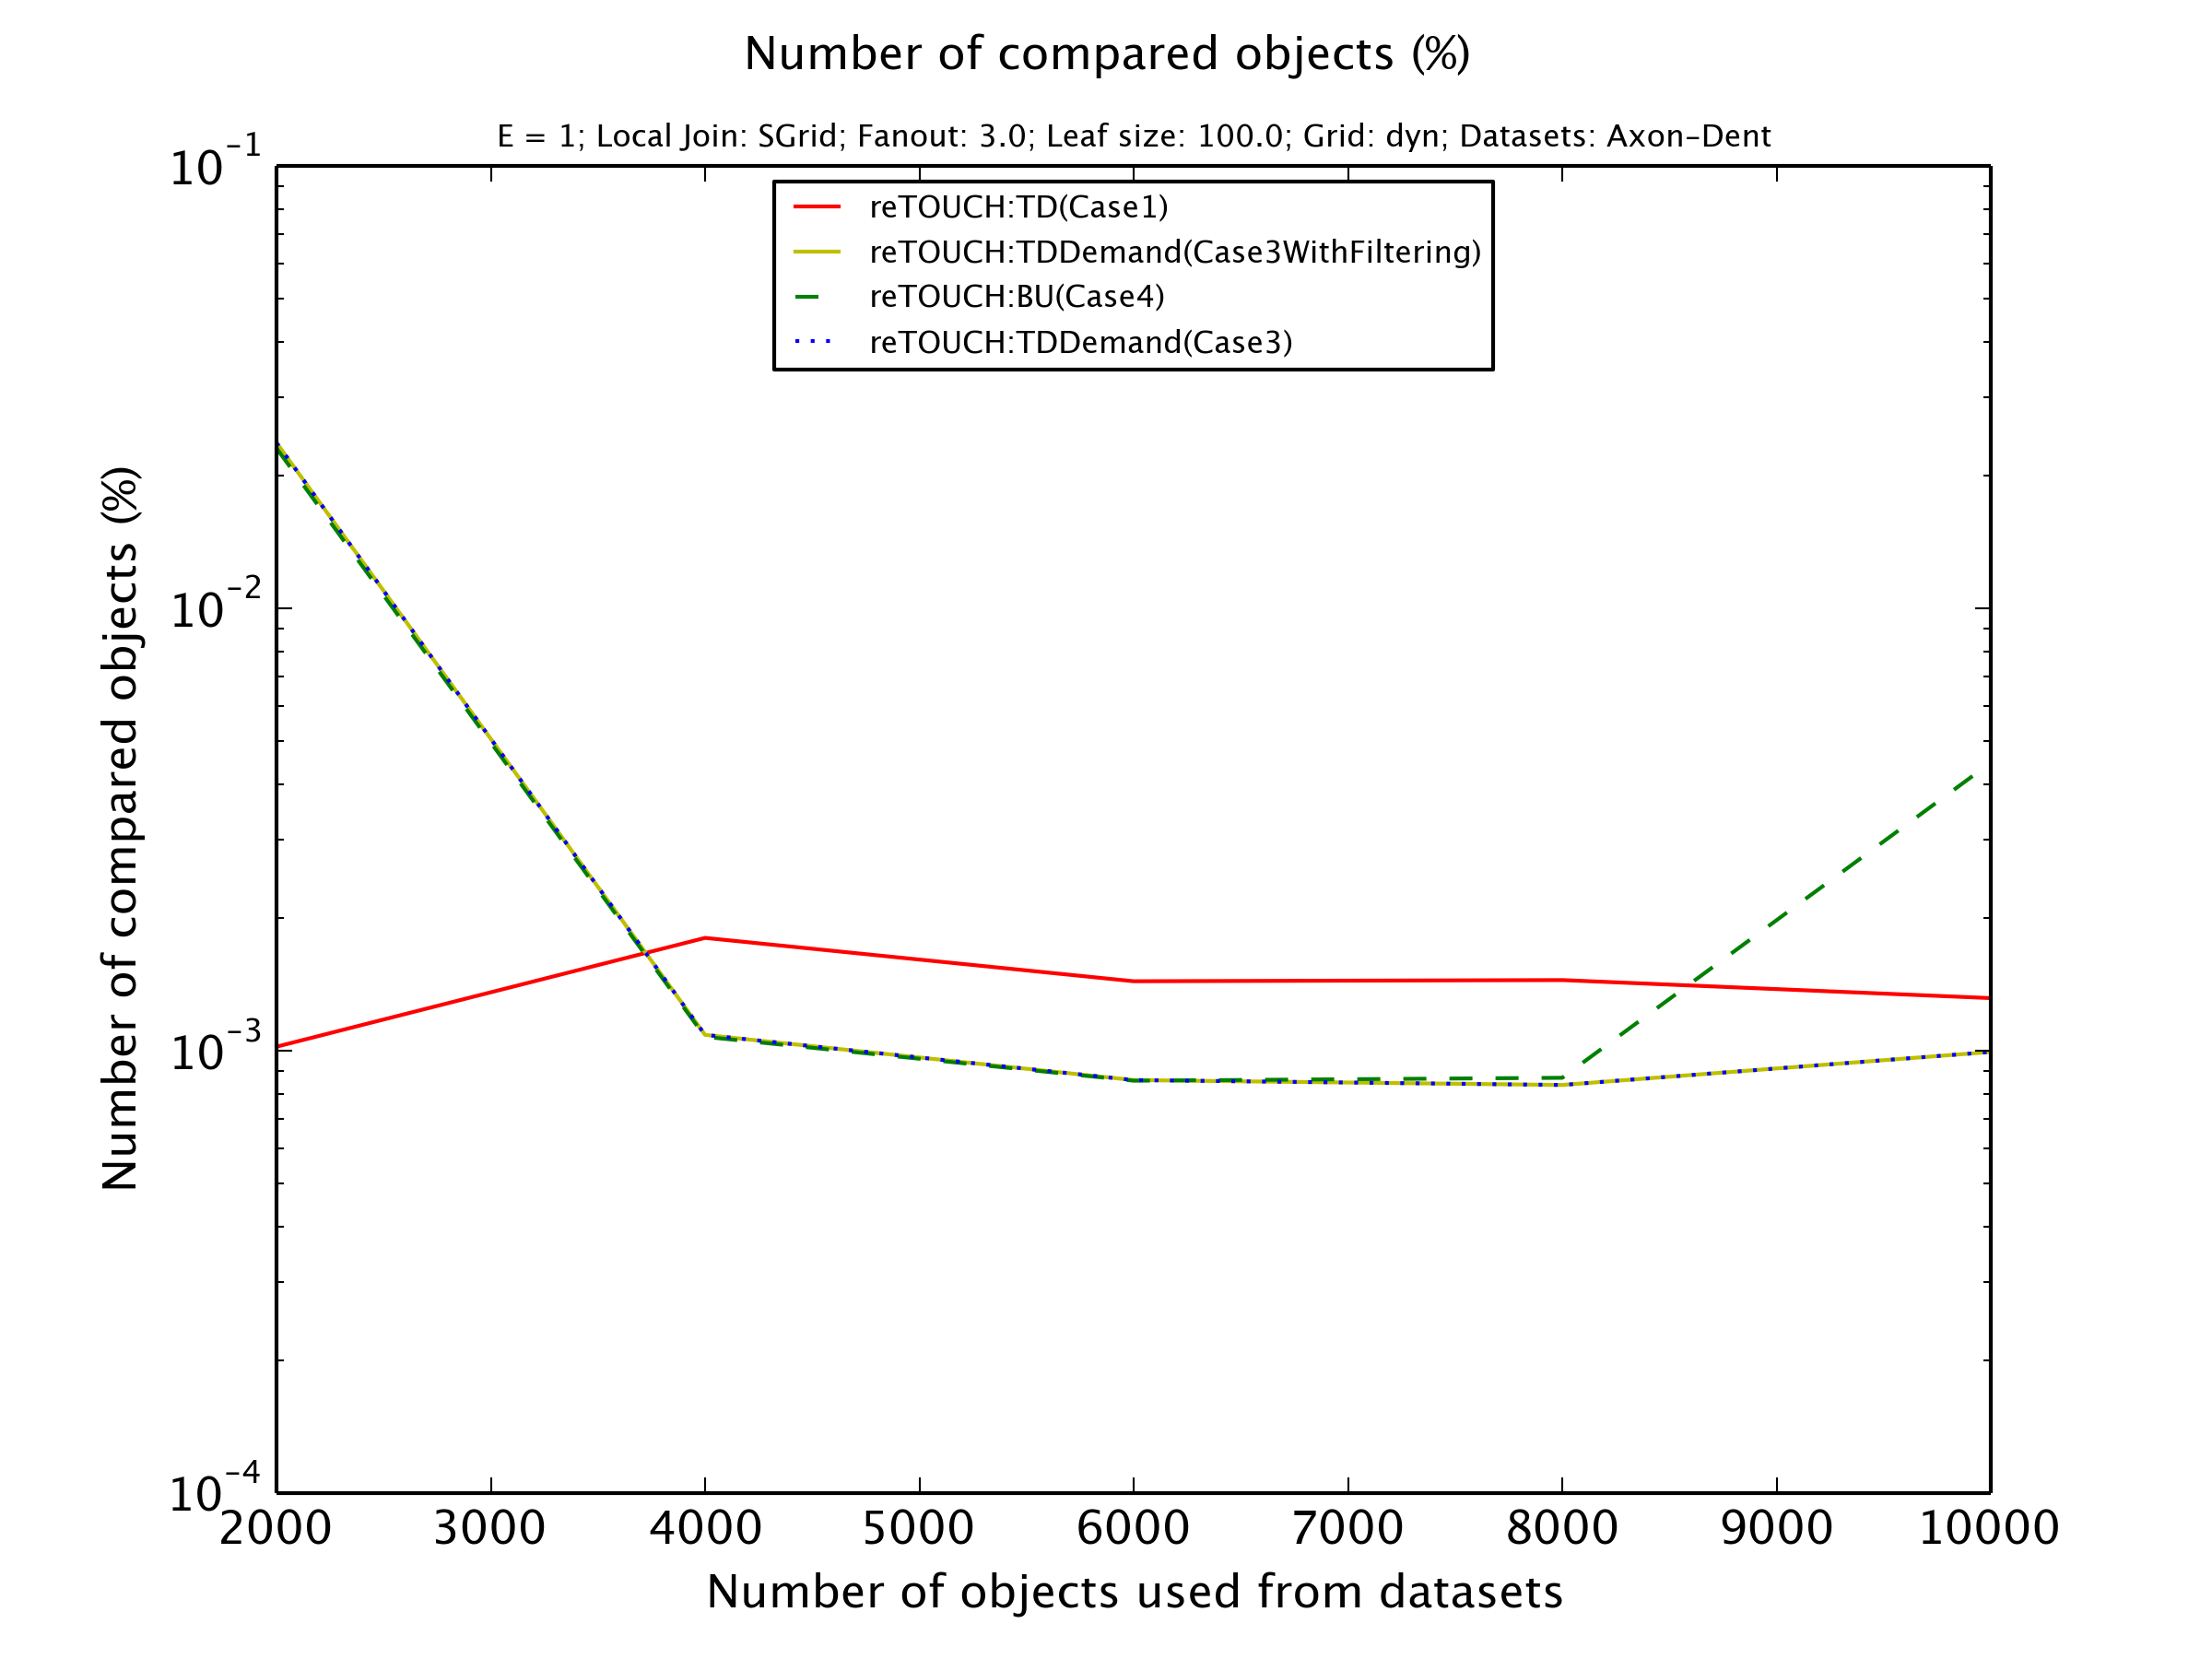 Number of compared objects (%)
E = 1; Local Join: SGrid; Fanout: 3.0; Leaf size: 100.0; Grid: dyn; Datasets: Axon-Dent
reTOUCH:TD(Case1)
reTOUCH:TDDemand(Case3WithFiltering)
reTOUCH:BU(Case4)
reTOUCH:TDDemand(Case3)
Number of compared objects (%)
10⁻¹
10⁻²
10⁻³
10⁻⁴
2000 3000 4000 5000 6000 7000 8000 9000 10000
Number of objects used from datasets